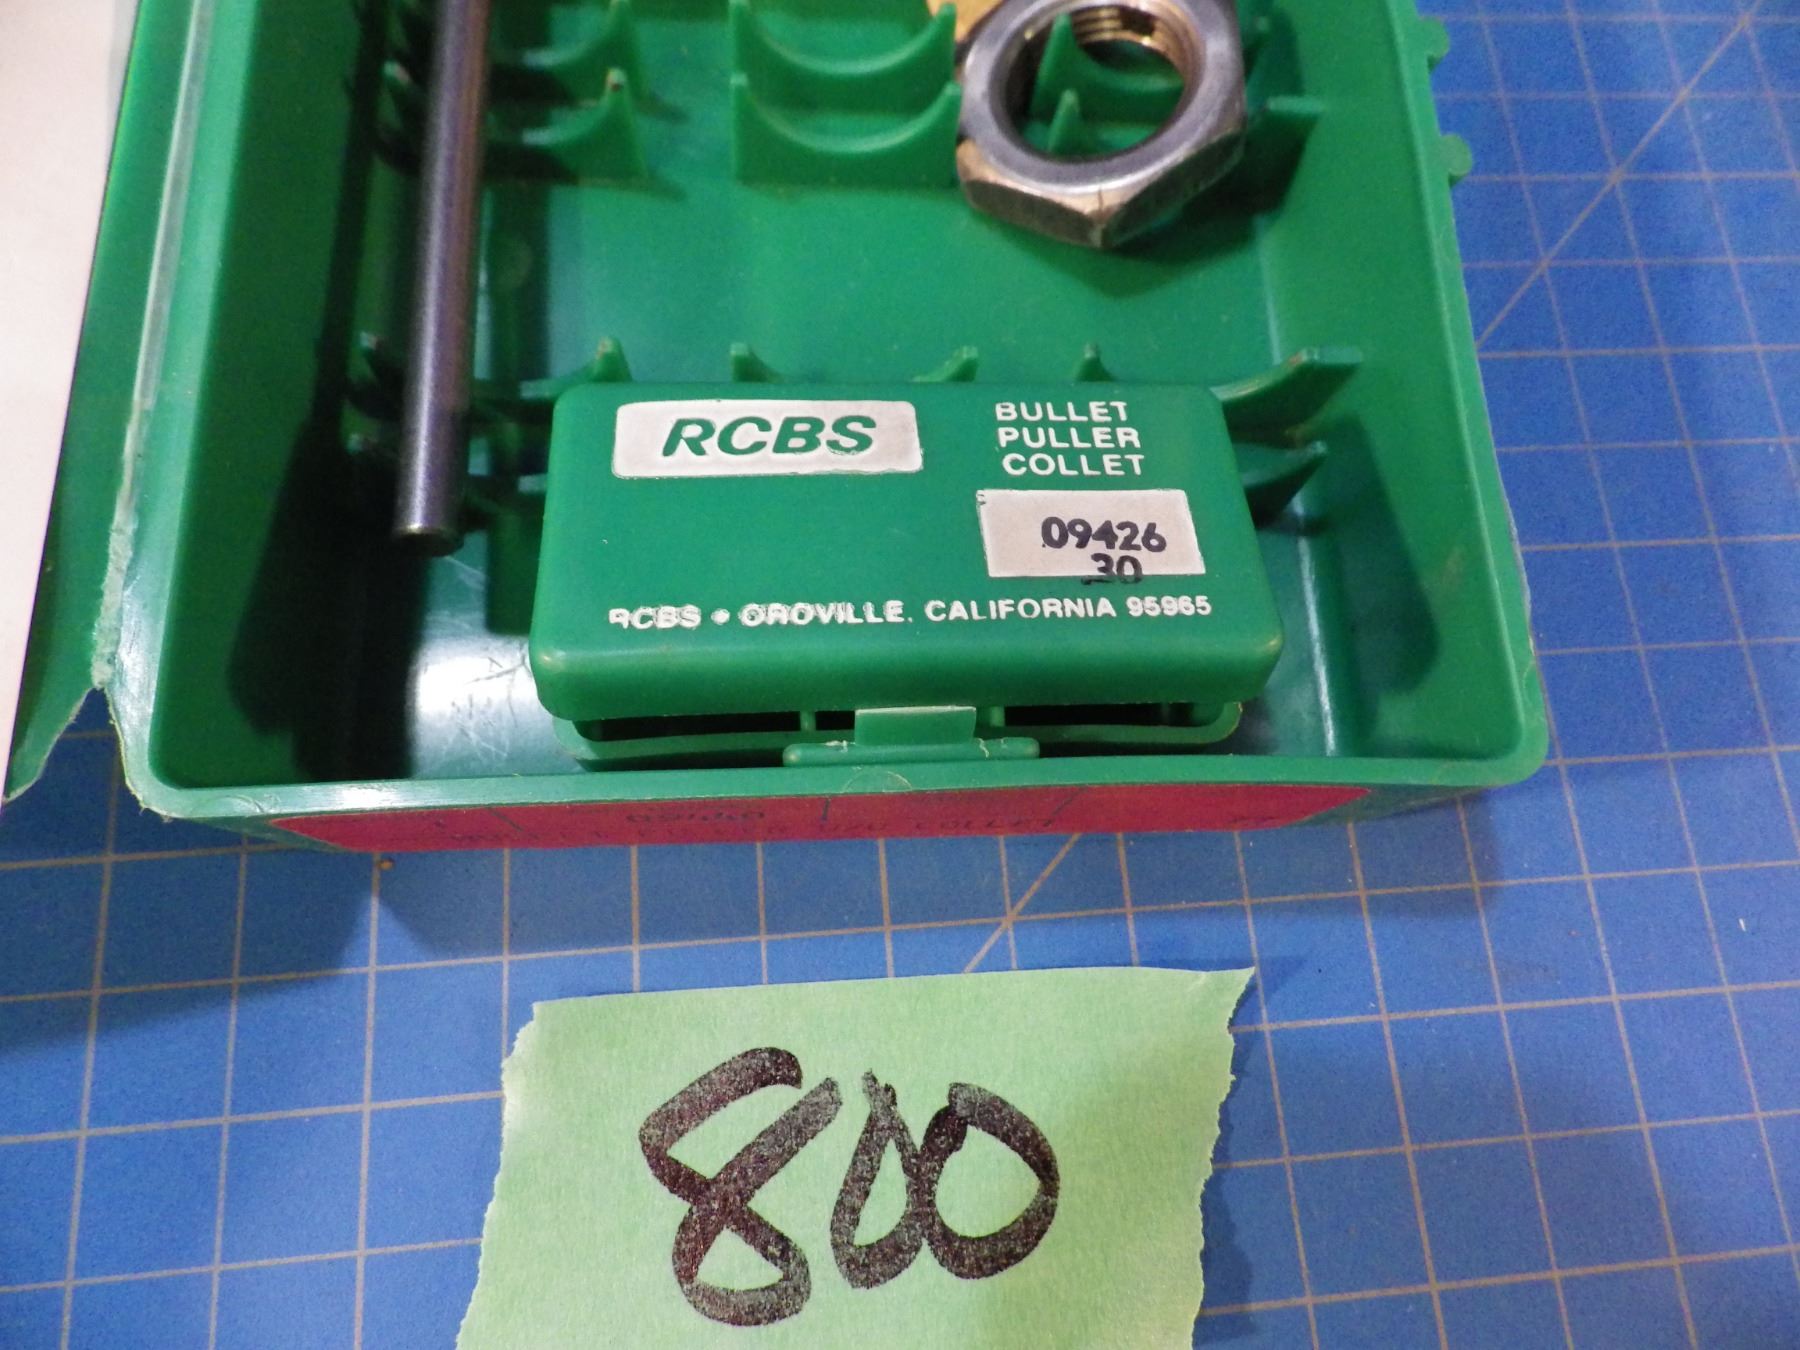 RCBS
BULLET
PULLER
COLLET
09426
30
RCBS • OROVILLE, CALIFORNIA 95965
800